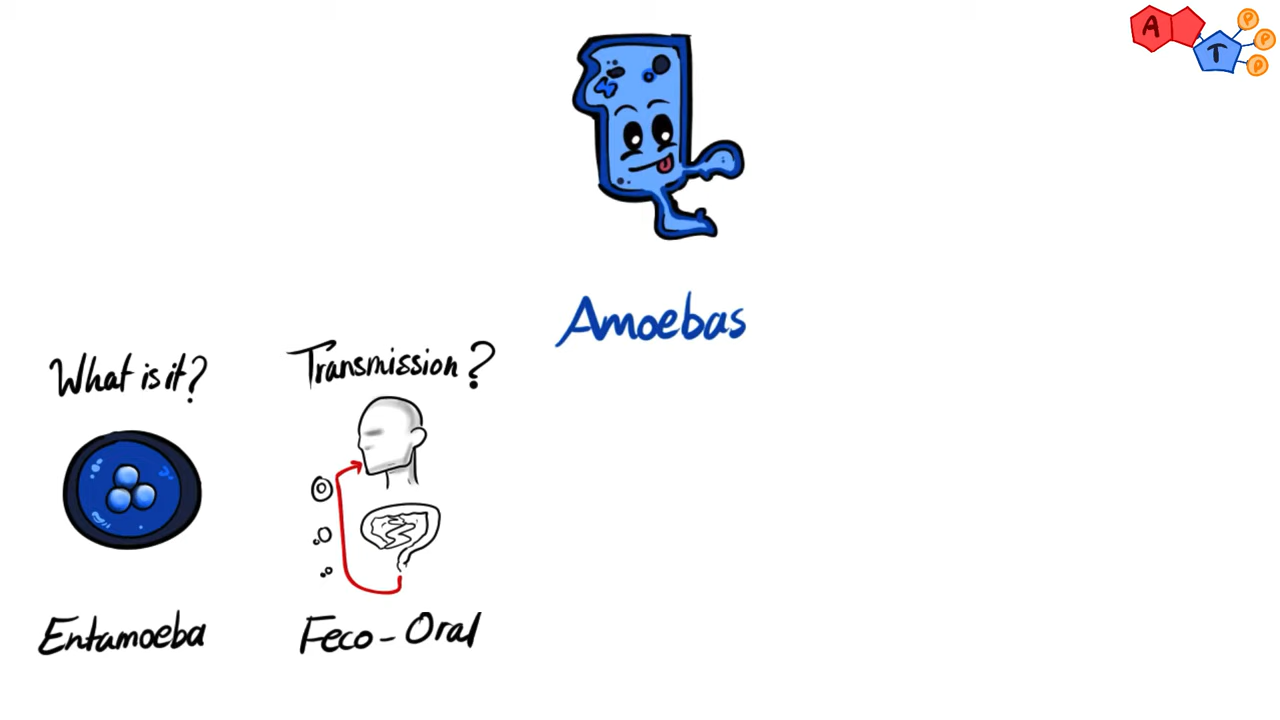 A
T
P
P
P
Amoebas
What is it?
Transmission?
Entamoeba
Feco-Oral